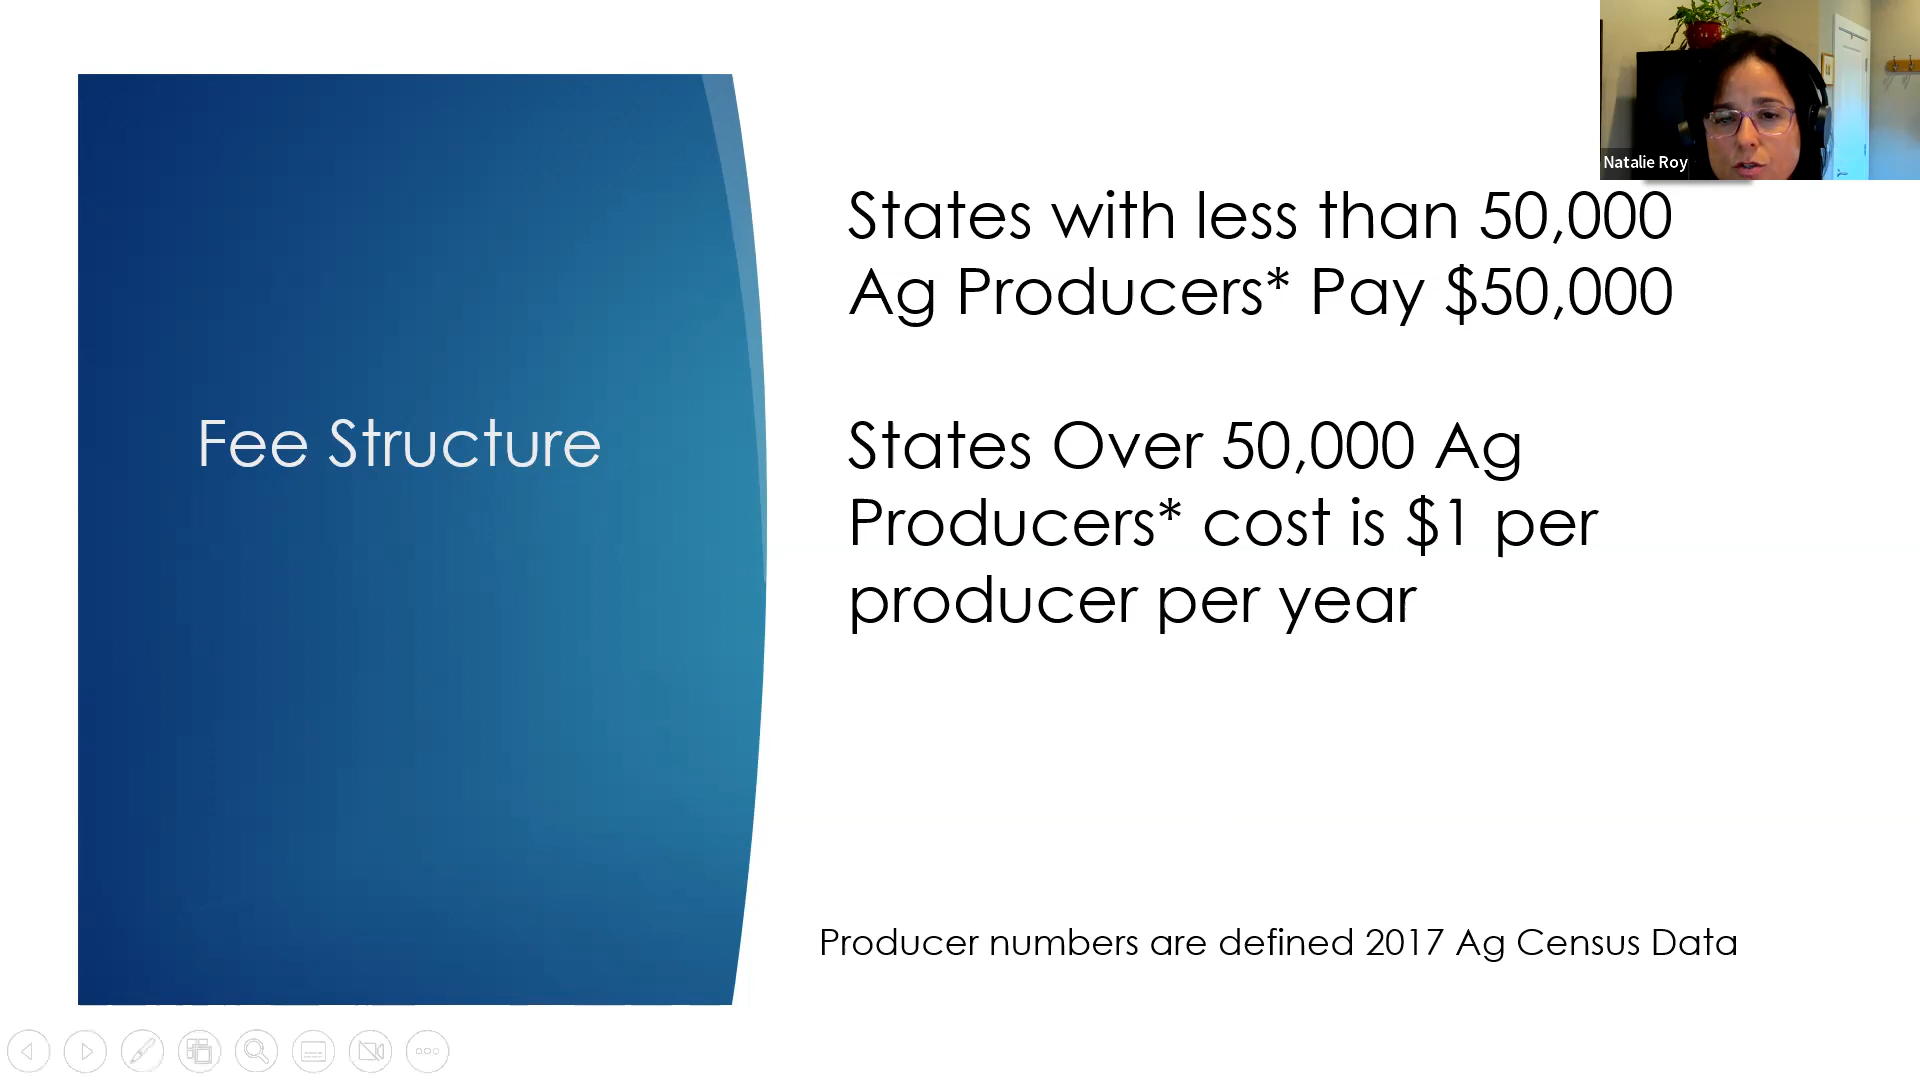 Natalie Roy
Fee Structure
States with less than 50,000
Ag Producers* Pay $50,000
States Over 50,000 Ag
Producers* cost is $1 per
producer per year
Producer numbers are defined 2017 Ag Census Data